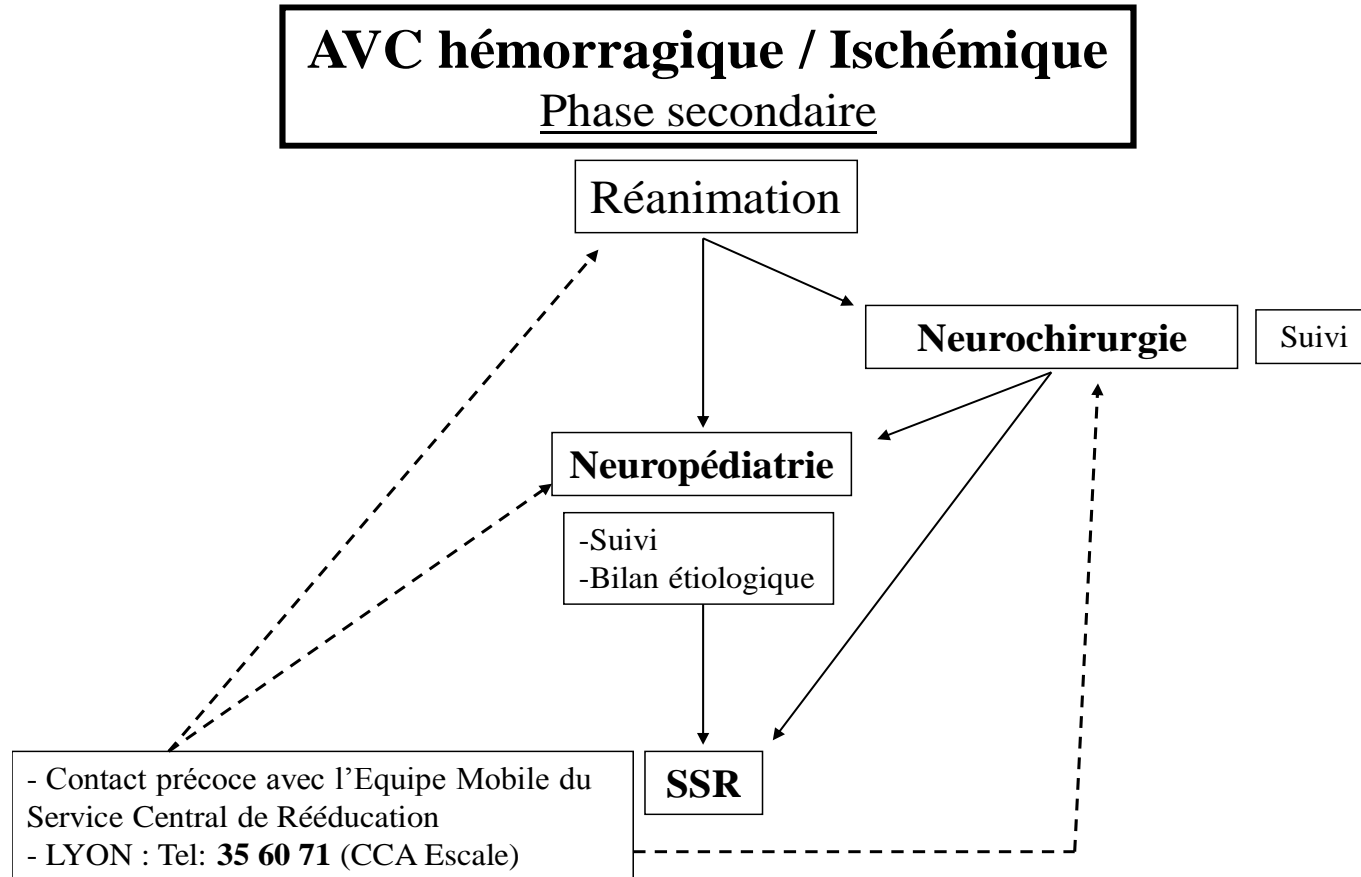 AVC hémorragique / Ischémique
Phase secondaire
Réanimation
Neurochirurgie
Suivi
Neuropédiatrie
-Suivi
-Bilan étiologique
- Contact précoce avec l’Equipe Mobile du
Service Central de Rééducation
- LYON : Tel: 35 60 71 (CCA Escale)
SSR